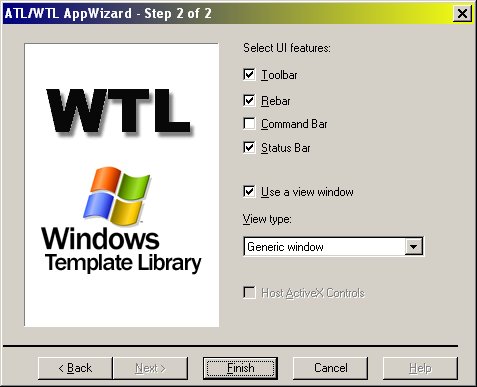 ATL/WTL AppWizard - Step 2 of 2
WTL
Windows
Template Library
Select UI features:
Toolbar
Rebar
Command Bar
Status Bar
Use a view window
View type:
Generic window
Host ActiveX Controls
< Back
Next >
Finish
Cancel
Help